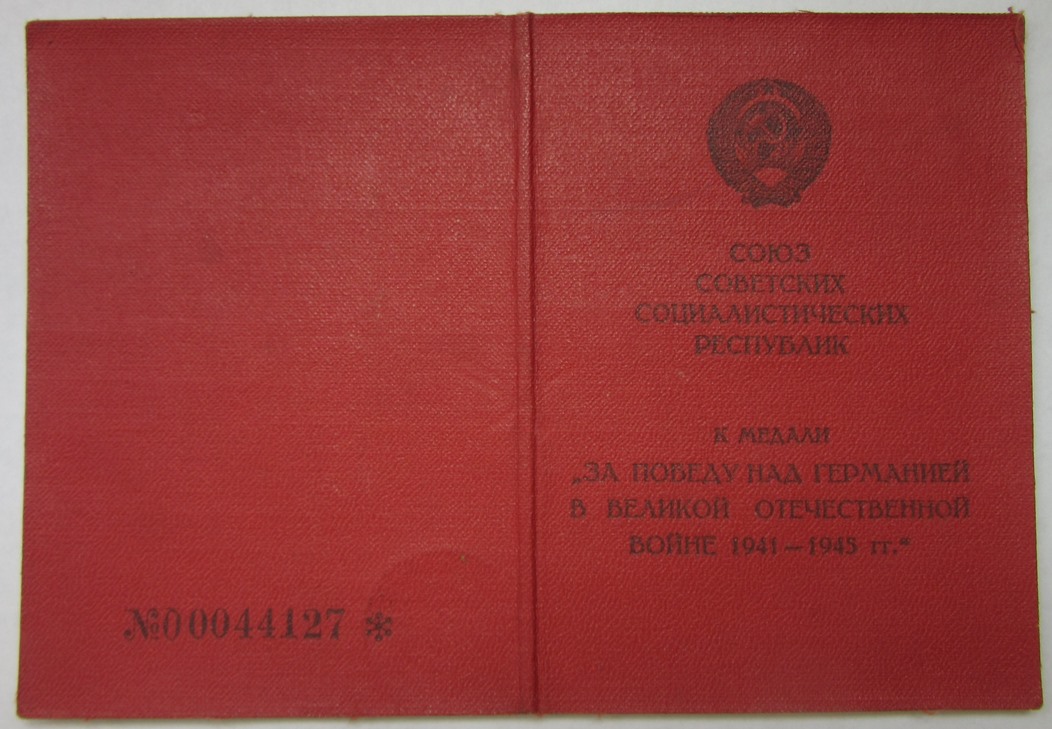 №00044127 *
СОЮЗ
СОВЕТСКИХ
СОЦИАЛИСТИЧЕСКИХ
РЕСПУБЛИК
К МЕДАЛИ
„ЗА ПОБЕДУ НАД ГЕРМАНИЕЙ
В ВЕЛИКОЙ ОТЕЧЕСТВЕННОЙ
ВОЙНЕ 1941—1945 гг.“